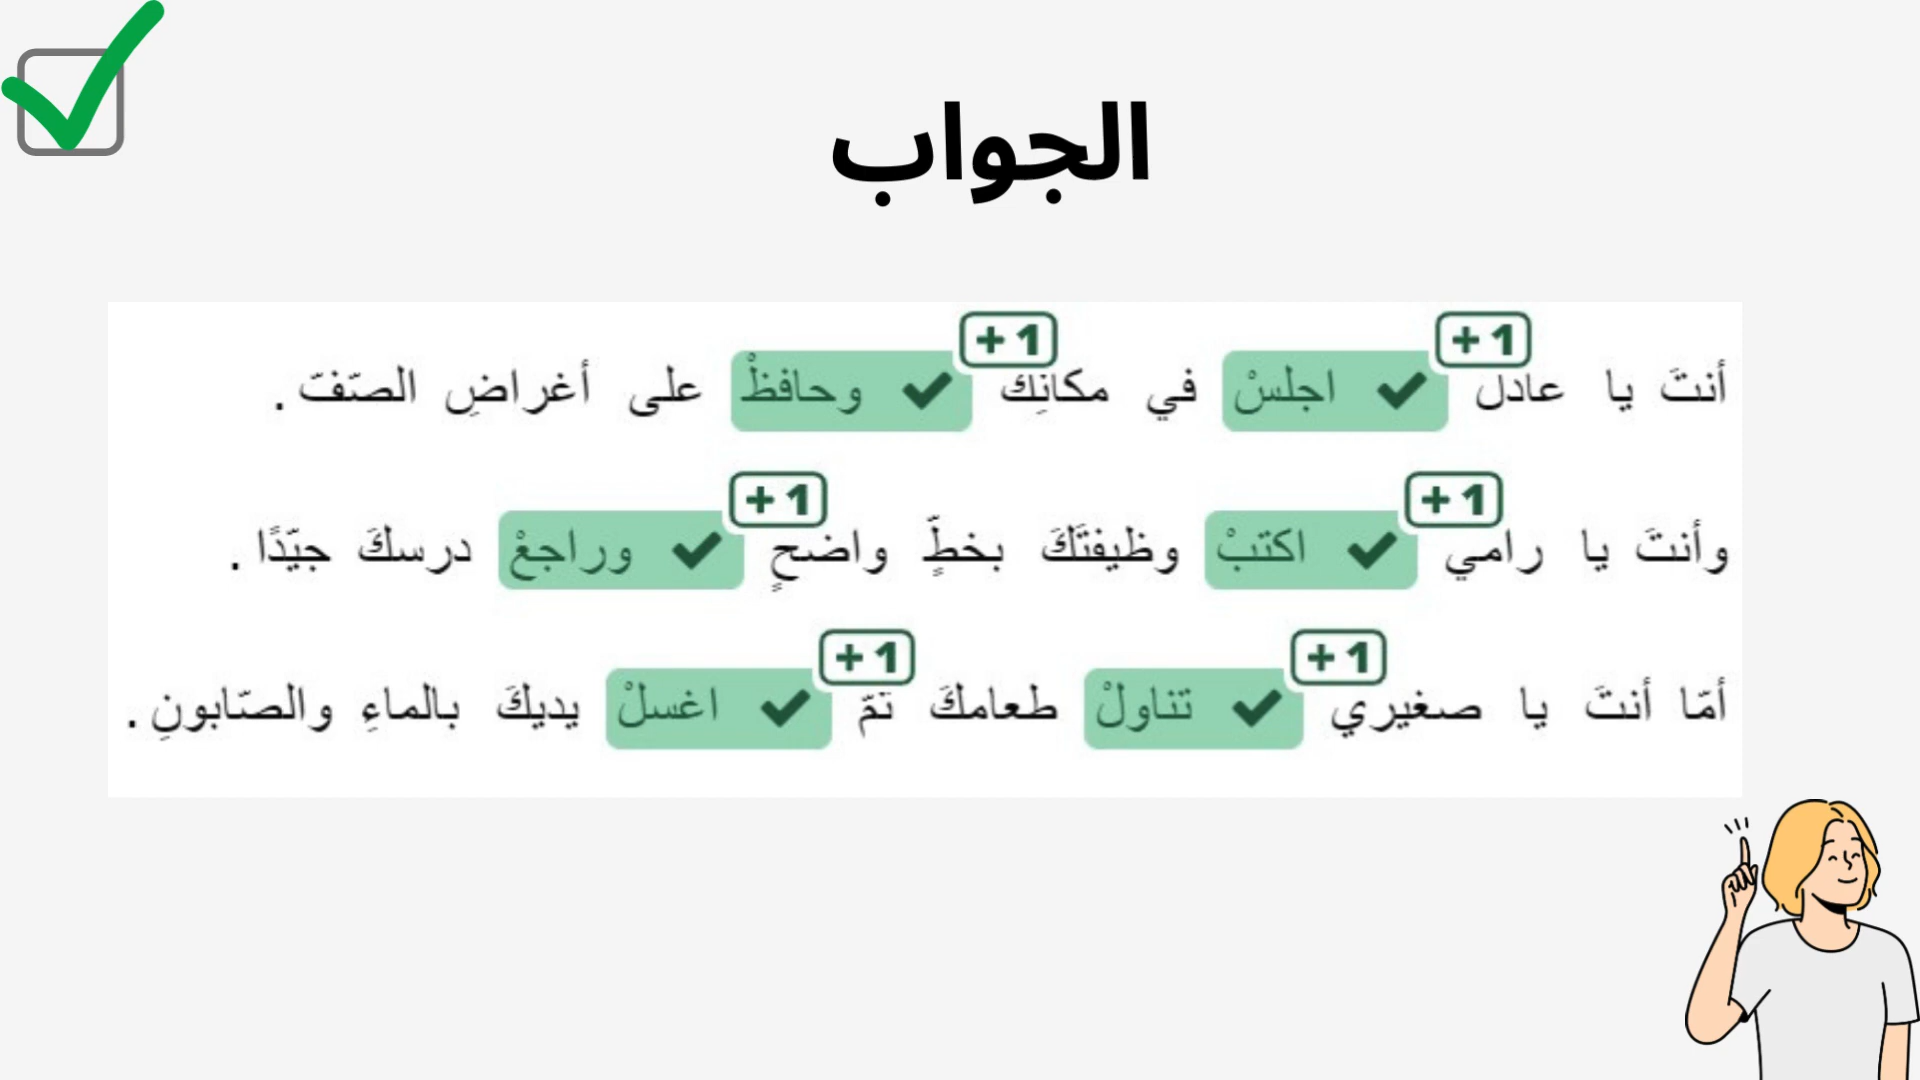 الجواب
أنتَ يا عادل اجلسْ +1 في مكانِك وحافظْ +1 على أغراضِ الصّفّ .
وأنتَ يا رامي اكتبْ +1 وظيفتَكَ بخطٍّ واضحٍ وراجعْ +1 درسكَ جيّدًا .
أمّا أنتَ يا صغيري تناولْ +1 طعامكَ ثمّ اغسلْ +1 يديكَ بالماءِ والصّابونِ .